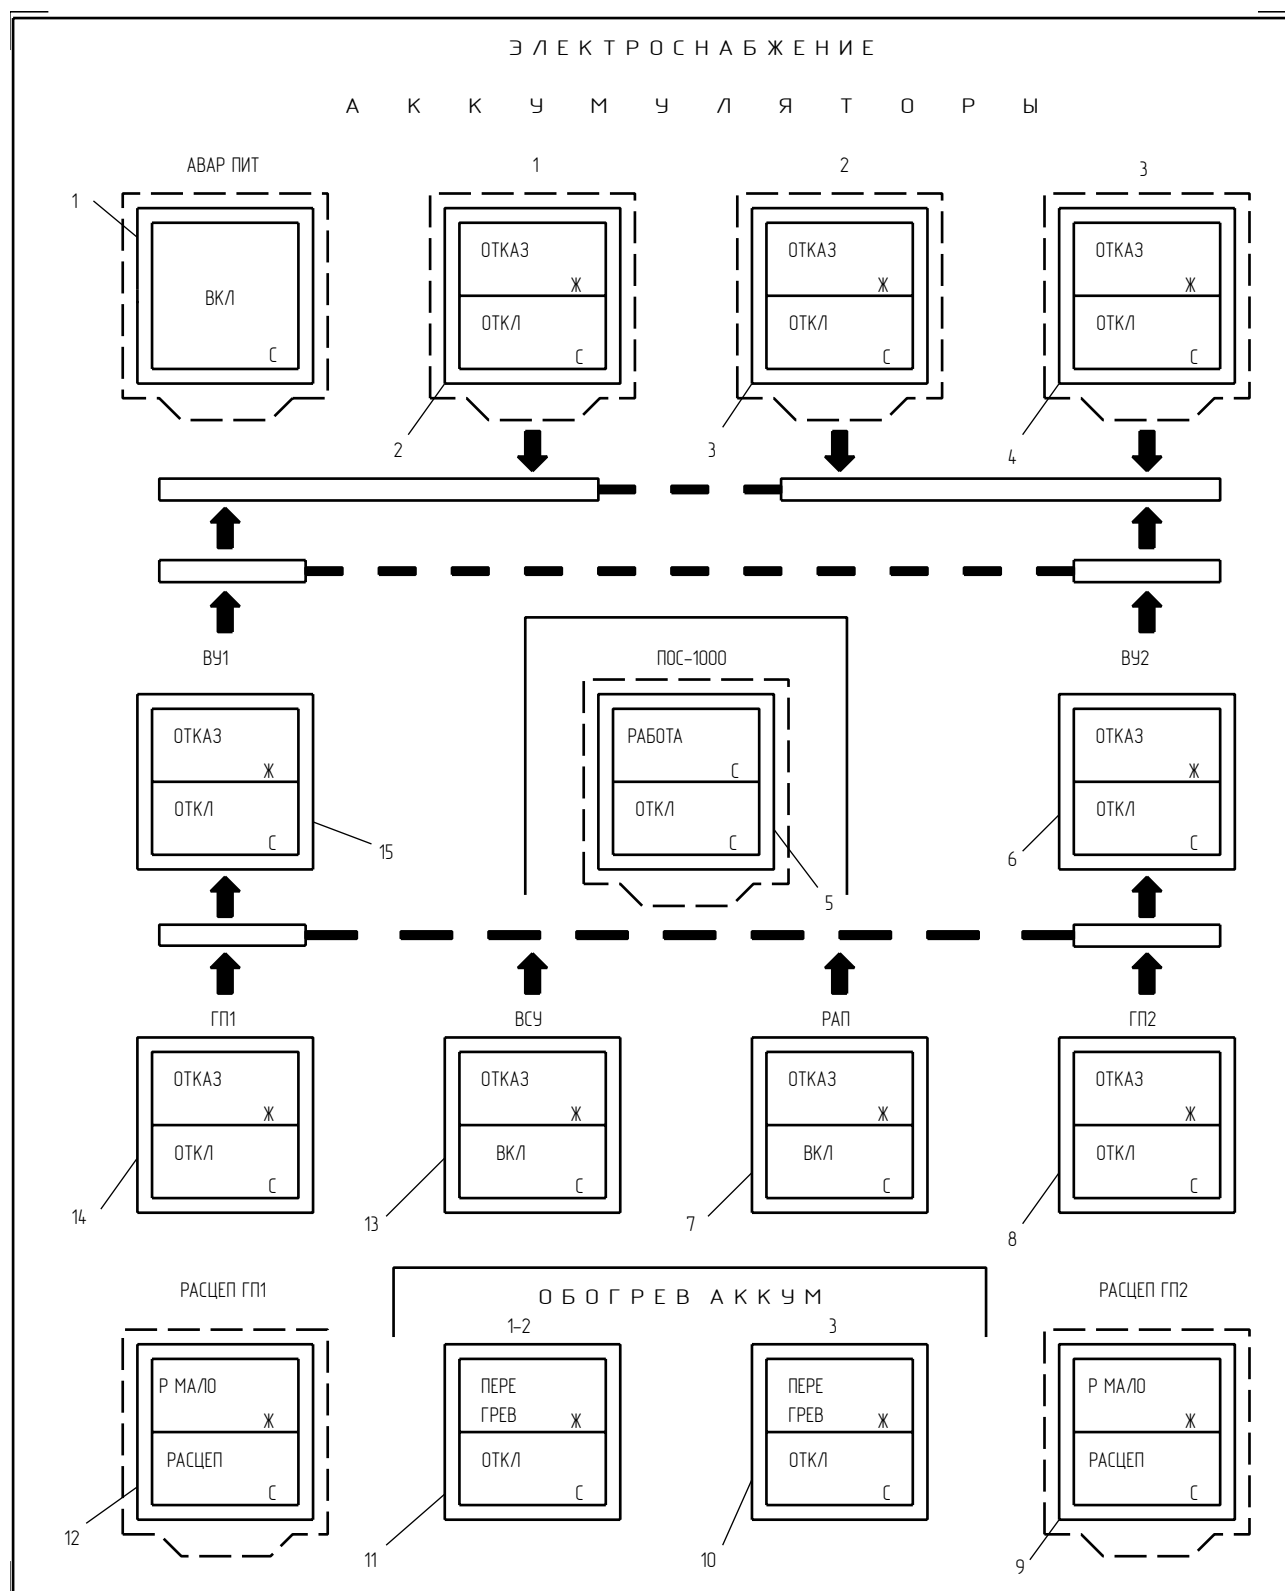 ЭЛЕКТРОСНАБЖЕНИЕ
АККУМУЛЯТОРЫ
АВАР ПИТ 1 2 3
1
ОТКАЗ ОТКАЗ ОТКАЗ
Ж Ж Ж
ВКЛ
ОТКЛ ОТКЛ ОТКЛ
С С С С
2 3 4
ВУ1 ПОС-1000 ВУ2
ОТКАЗ РАБОТА ОТКАЗ
Ж С Ж
ОТКЛ ОТКЛ ОТКЛ
С С С
15 6
5
ГП1 ВСУ РАП ГП2
ОТКАЗ ОТКАЗ ОТКАЗ ОТКАЗ
Ж Ж Ж Ж
ОТКЛ ВКЛ ВКЛ ОТКЛ
С С С С
14 13 7 8
РАСЦЕП ГП1 ОБОГРЕВ АККУМ РАСЦЕП ГП2
1-2 3
Р МАЛО ПЕРЕ ПЕРЕ Р МАЛО
ГРЕВ ГРЕВ
Ж Ж Ж Ж
РАСЦЕП ОТКЛ ОТКЛ РАСЦЕП
С С С С
12 11 10 9